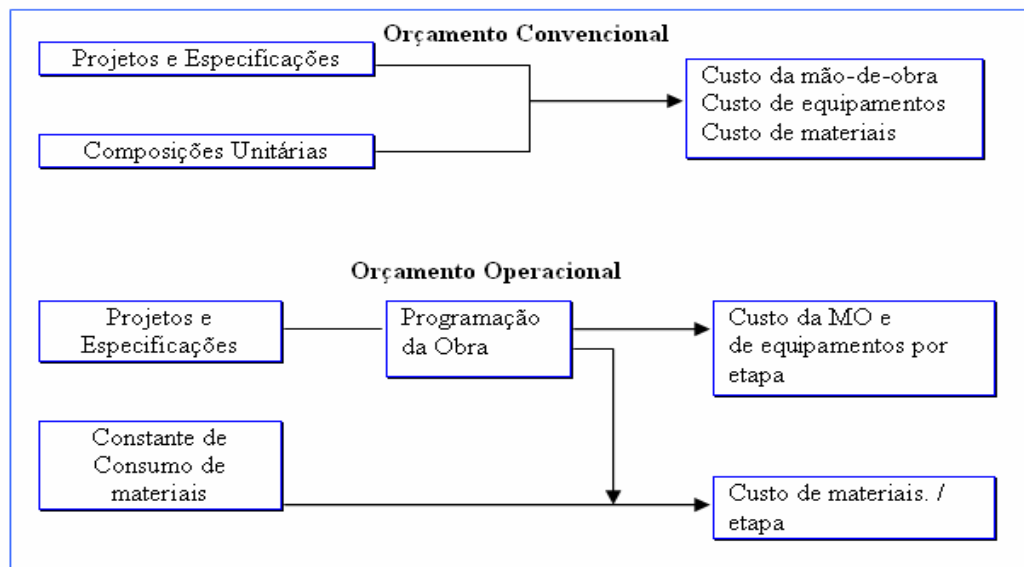 Orçamento Convencional
Projetos e Especificações
Composições Unitárias
Custo da mão-de-obra
Custo de equipamentos
Custo de materiais
Orçamento Operacional
Projetos e
Especificações
Programação
da Obra
Custo da MO e
de equipamentos por
etapa
Constante de
Consumo de
materiais
Custo de materiais. /
etapa